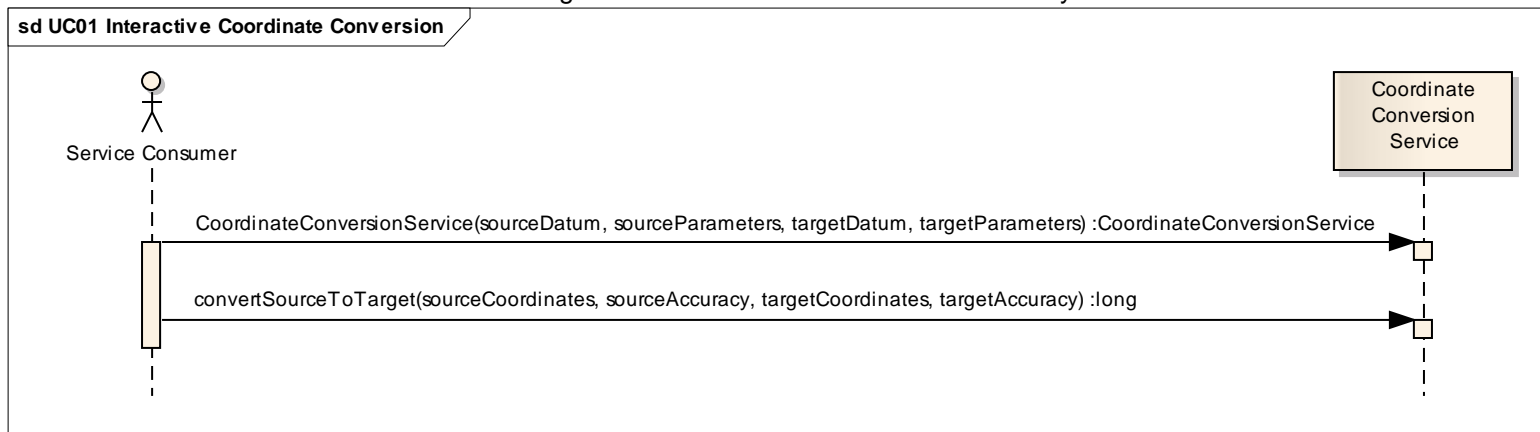 sd UC01 Interactive Coordinate Conversion
Coordinate
Conversion
Service
Service Consumer
CoordinateConversionService(sourceDatum, sourceParameters, targetDatum, targetParameters) :CoordinateConversionService
convertSourceToTarget(sourceCoordinates, sourceAccuracy, targetCoordinates, targetAccuracy) :long